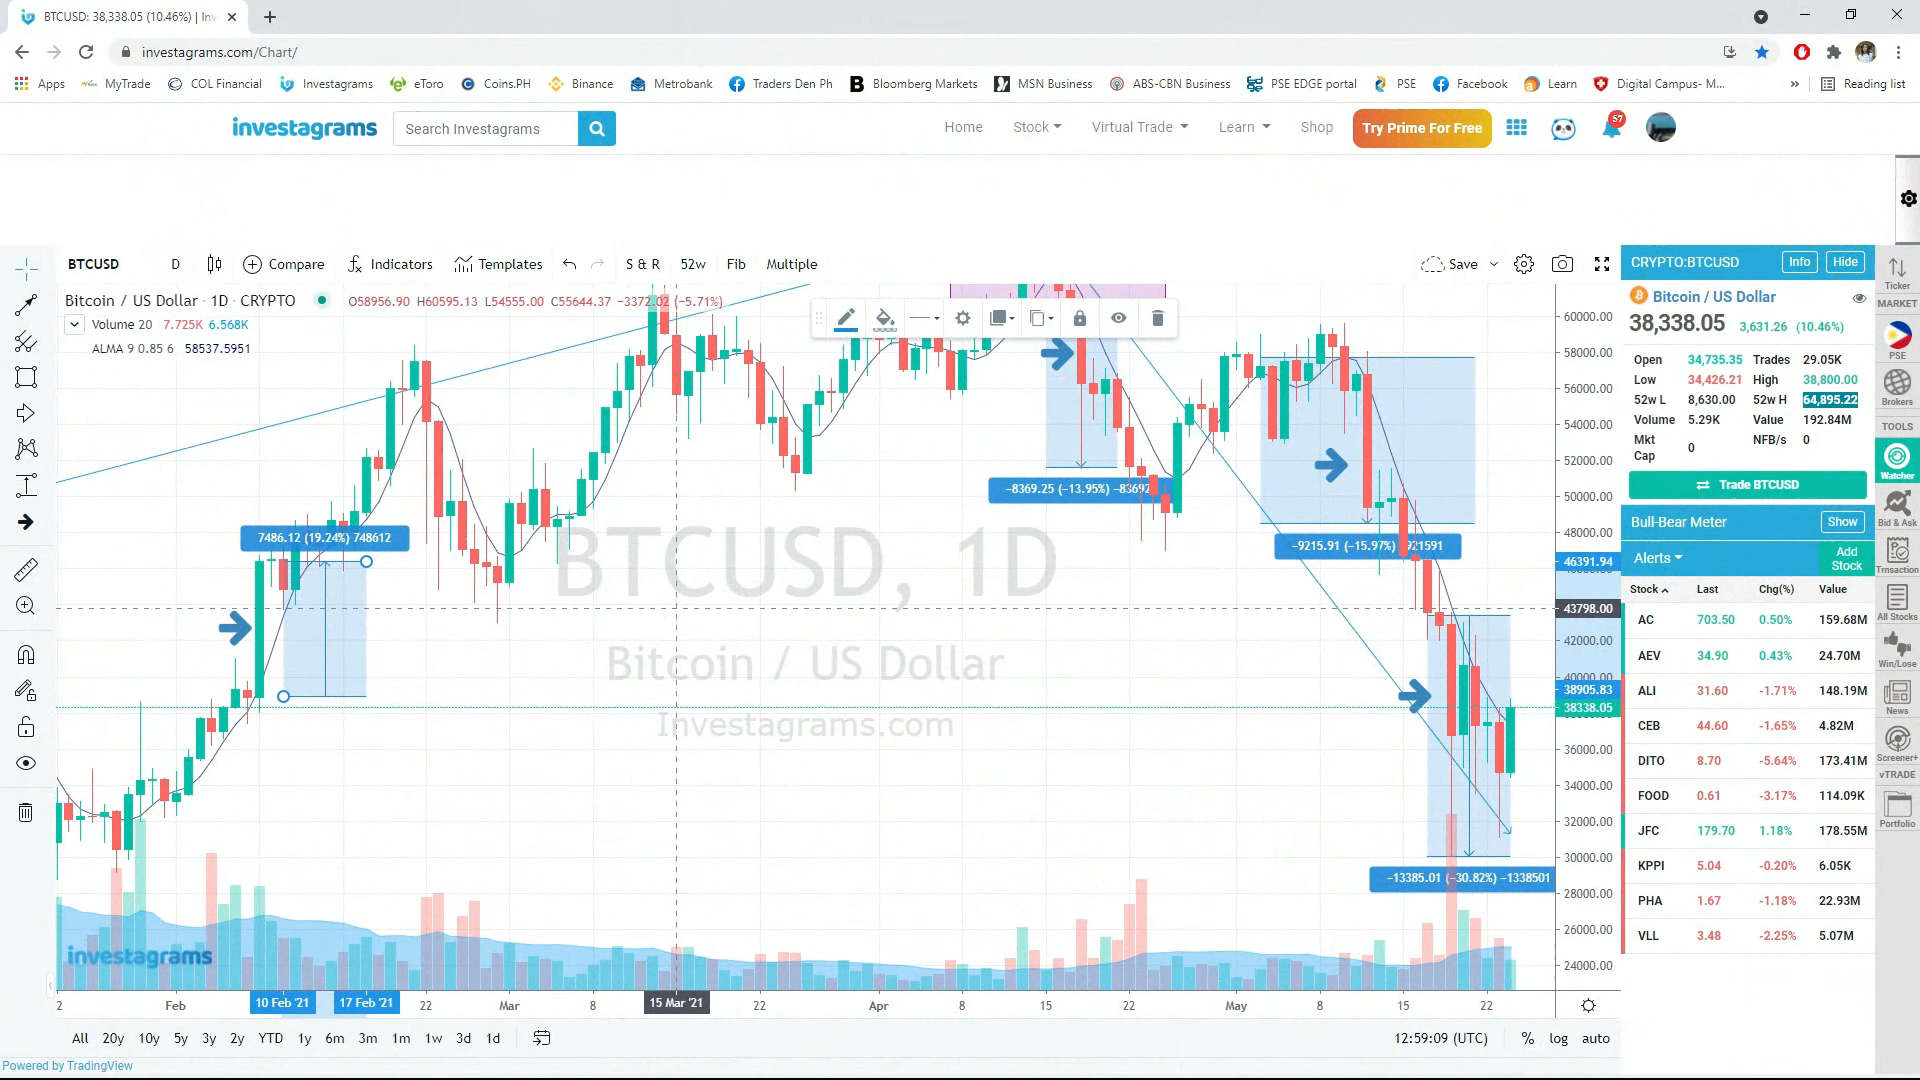 BTCUSD: 38,338.05 (10.46%) | In
investagrams.com/Chart/
Apps MyTrade COL Financial Investagrams eToro Coins.PH Binance Metrobank Traders Den Ph Bloomberg Markets MSN Business ABS-CBN Business PSE EDGE portal PSE Facebook Learn Digital Campus- M... » Reading list
investagrams Search Investagrams Home Stock Virtual Trade Learn Shop Try Prime For Free 57
BTCUSD D Compare Indicators Templates S & R 52w Fib Multiple Save
Bitcoin / US Dollar · 1D · CRYPTO O58956.90 H60595.13 L54555.00 C55644.37 −3372.02 (−5.71%)
Volume 20 7.725K 6.568K
ALMA 9 0.85 6 58537.5951
7486.12 (19.24%) 748612
−8369.25 (−13.95%) −83692
−9215.91 (−15.97%) −921591
−13385.01 (−30.82%) −1338501
BTCUSD, 1D
Bitcoin / US Dollar
Investagrams.com
investagrams
60000.00
58000.00
56000.00
54000.00
52000.00
50000.00
48000.00
46391.94
43798.00
42000.00
40000.00
38905.83
38338.05
36000.00
34000.00
32000.00
30000.00
28000.00
26000.00
24000.00
2 Feb 10 Feb '21 17 Feb '21 22 Mar 8 15 Mar '21 22 Apr 8 15 22 May 8 15 22
All 20y 10y 5y 3y 2y YTD 1y 6m 3m 1m 1w 3d 1d 12:59:09 (UTC) % log auto
Powered by TradingView
CRYPTO:BTCUSD Info Hide
Bitcoin / US Dollar
38,338.05 3,631.26 (10.46%)
Open 34,735.35 Trades 29.05K
Low 34,426.21 High 38,800.00
52w L 8,630.00 52w H 64,895.22
Volume 5.29K Value 192.84M
Mkt Cap 0 NFB/s 0
Trade BTCUSD
Bull-Bear Meter Show
Alerts Add Stock
Stock Last Chg(%) Value
AC 703.50 0.50% 159.68M
AEV 34.90 0.43% 24.70M
ALI 31.60 -1.71% 148.19M
CEB 44.60 -1.65% 4.82M
DITO 8.70 -5.64% 173.41M
FOOD 0.61 -3.17% 114.09K
JFC 179.70 1.18% 178.55M
KPPI 5.04 -0.20% 6.05K
PHA 1.67 -1.18% 22.93M
VLL 3.48 -2.25% 5.07M
Ticker
MARKET
PSE
Brokers
TOOLS
Watcher
Bid & Ask
Trnsaction
All Stocks
Win/Lose
News
Screener+
vTRADE
Portfolio